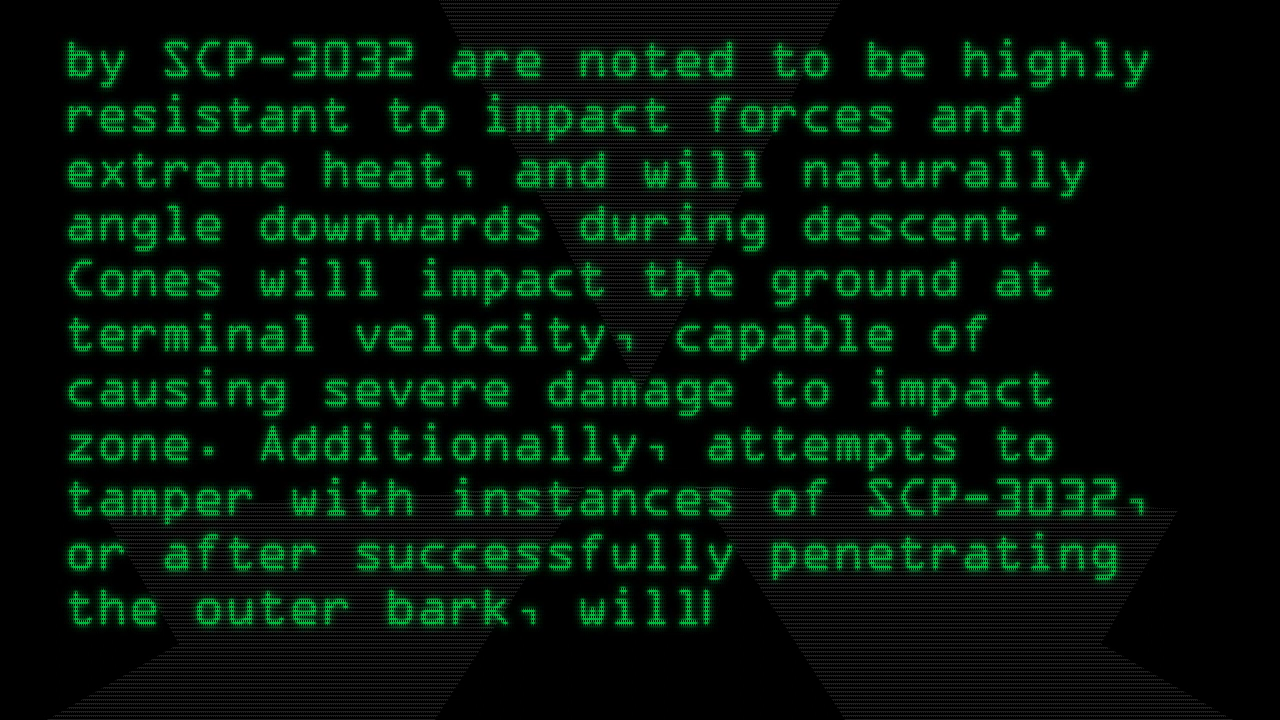 by SCP-3032 are noted to be highly
resistant to impact forces and
extreme heat, and will naturally
angle downwards during descent.
Cones will impact the ground at
terminal velocity, capable of
causing severe damage to impact
zone. Additionally, attempts to
tamper with instances of SCP-3032,
or after successfully penetrating
the outer bark, will